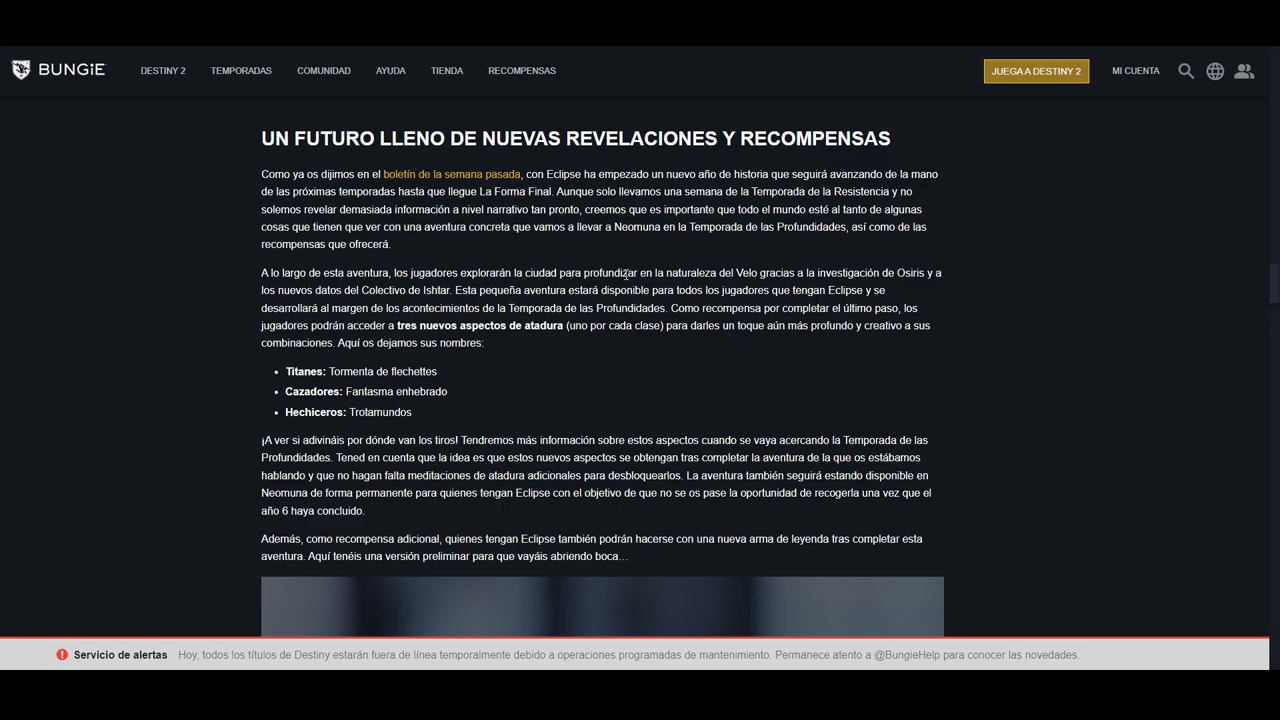 BUNGiE DESTINY 2 TEMPORADAS COMUNIDAD AYUDA TIENDA RECOMPENSAS JUEGA A DESTINY 2 MI CUENTA
UN FUTURO LLENO DE NUEVAS REVELACIONES Y RECOMPENSAS
Como ya os dijimos en el boletín de la semana pasada, con Eclipse ha empezado un nuevo año de historia que seguirá avanzando de la mano
de las próximas temporadas hasta que llegue La Forma Final. Aunque solo llevamos una semana de la Temporada de la Resistencia y no
solemos revelar demasiada información a nivel narrativo tan pronto, creemos que es importante que todo el mundo esté al tanto de algunas
cosas que tienen que ver con una aventura concreta que vamos a llevar a Neomuna en la Temporada de las Profundidades, así como de las
recompensas que ofrecerá.
A lo largo de esta aventura, los jugadores explorarán la ciudad para profundizar en la naturaleza del Velo gracias a la investigación de Osiris y a
los nuevos datos del Colectivo de Ishtar. Esta pequeña aventura estará disponible para todos los jugadores que tengan Eclipse y se
desarrollará al margen de los acontecimientos de la Temporada de las Profundidades. Como recompensa por completar el último paso, los
jugadores podrán acceder a tres nuevos aspectos de atadura (uno por cada clase) para darles un toque aún más profundo y creativo a sus
combinaciones. Aquí os dejamos sus nombres:
• Titanes: Tormenta de flechettes
• Cazadores: Fantasma enhebrado
• Hechiceros: Trotamundos
¡A ver si adivináis por dónde van los tiros! Tendremos más información sobre estos aspectos cuando se vaya acercando la Temporada de las
Profundidades. Tened en cuenta que la idea es que estos nuevos aspectos se obtengan tras completar la aventura de la que os estábamos
hablando y que no hagan falta meditaciones de atadura adicionales para desbloquearlos. La aventura también seguirá estando disponible en
Neomuna de forma permanente para quienes tengan Eclipse con el objetivo de que no se os pase la oportunidad de recogerla una vez que el
año 6 haya concluido.
Además, como recompensa adicional, quienes tengan Eclipse también podrán hacerse con una nueva arma de leyenda tras completar esta
aventura. Aquí tenéis una versión preliminar para que vayáis abriendo boca…
Servicio de alertas Hoy, todos los títulos de Destiny estarán fuera de línea temporalmente debido a operaciones programadas de mantenimiento. Permanece atento a @BungieHelp para conocer las novedades.